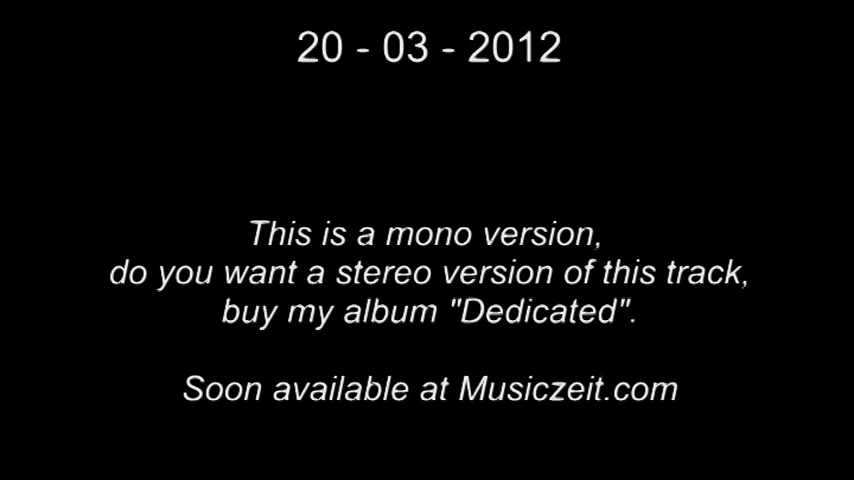 20 - 03 - 2012
This is a mono version,
do you want a stereo version of this track,
buy my album "Dedicated".
Soon available at Musiczeit.com